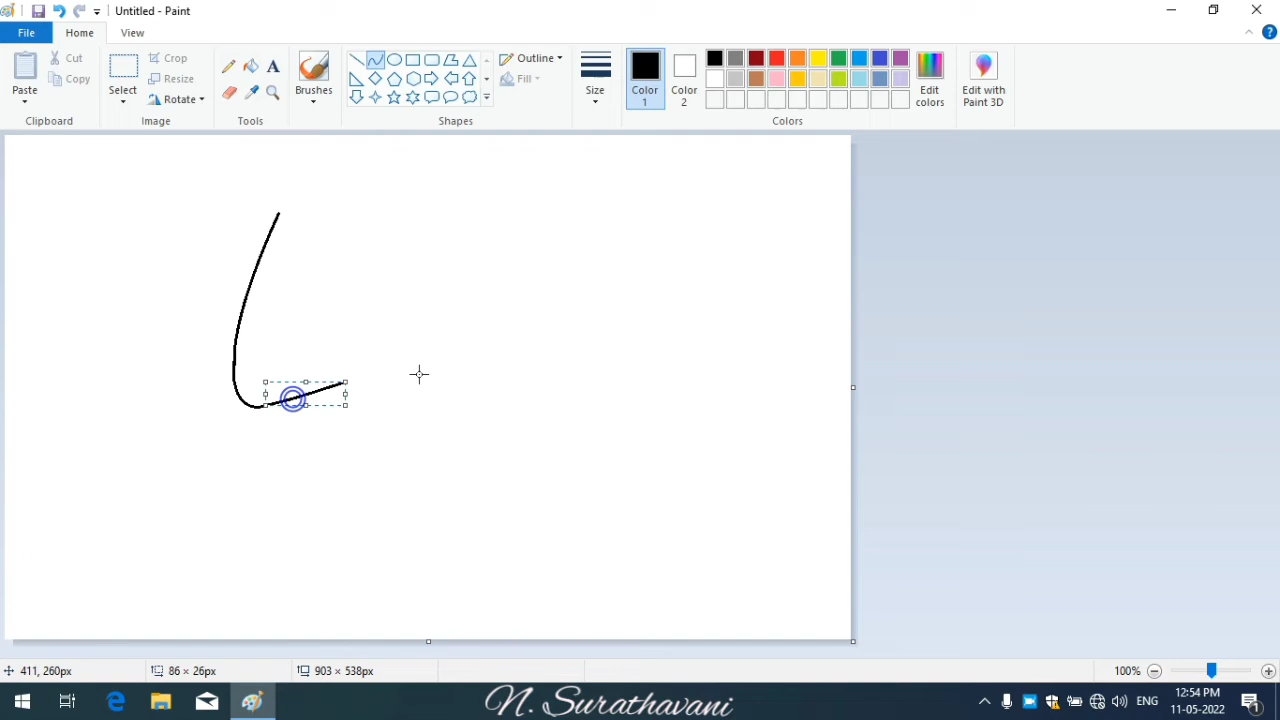 Untitled - Paint
File
Home
View
Paste
Cut
Copy
Clipboard
Select
Crop
Resize
Rotate
Image
A
Tools
Brushes
Outline
Fill
Shapes
Size
Color 1
Color 2
Edit colors
Colors
Edit with Paint 3D
411, 260px
86 × 26px
903 × 538px
100%
N. Surathavani
ENG
12:54 PM
11-05-2022
1